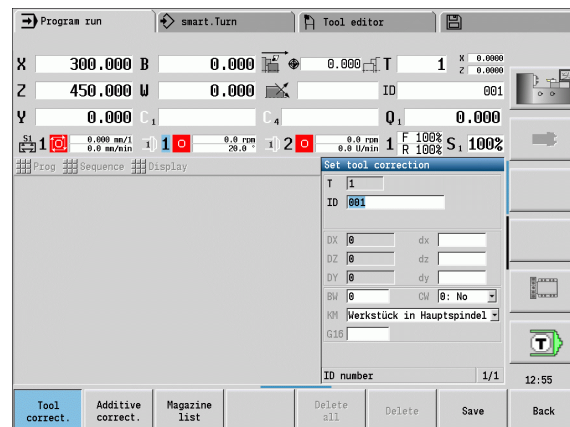 Program run smart.Turn Tool editor
X 300.000 B 0.000 0.000 T 1 X 0.0000
Z 0.0000
Z 450.000 U 0.000 ID 001
Y 0.000 C 1 C 4 Q 1 0.000
S1 1 0.000 mm/1 0.0 mm/min 1) 1 0.0 rpm 20.0 ° 1) 2 0.0 rpm 0.0 U/min 1 F 100% R 100% S 1 100%
Prog Sequence Display
Set tool correction
T 1
ID 001
DX 0 dx
DZ 0 dz
DY 0 dy
BW 0 CW 0: No
KM Werkstück in Hauptspindel
G16
ID number 1/1
T
12:55
Tool correct. Additive correct. Magazine list Delete all Delete Save Back